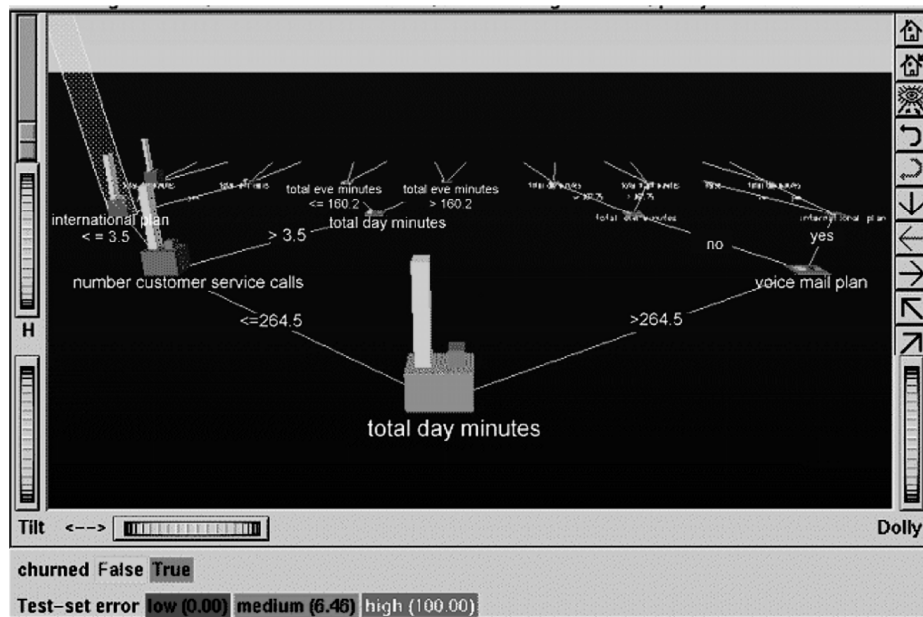 total eve minutes
total eve minutes
international plan
<= 160.2
> 160.2
total day minutes
international plan
< = 3.5
> 3.5
no
yes
number customer service calls
voice mail plan
<=264.5
>264.5
H
total day minutes
Tilt <--> Dolly
churned False True
Test-set error low (0.00) medium (6.46) high (100.00)